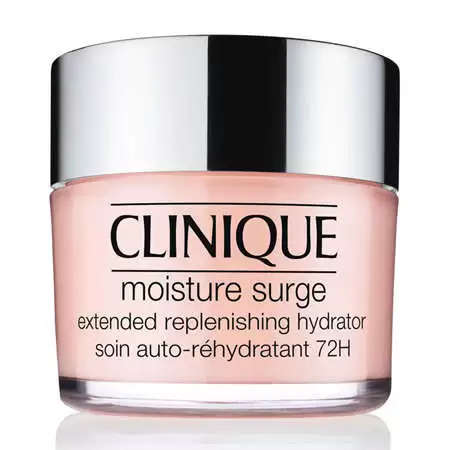 CLINIQUE
moisture surge
extended replenishing hydrator
soin auto-réhydratant 72H